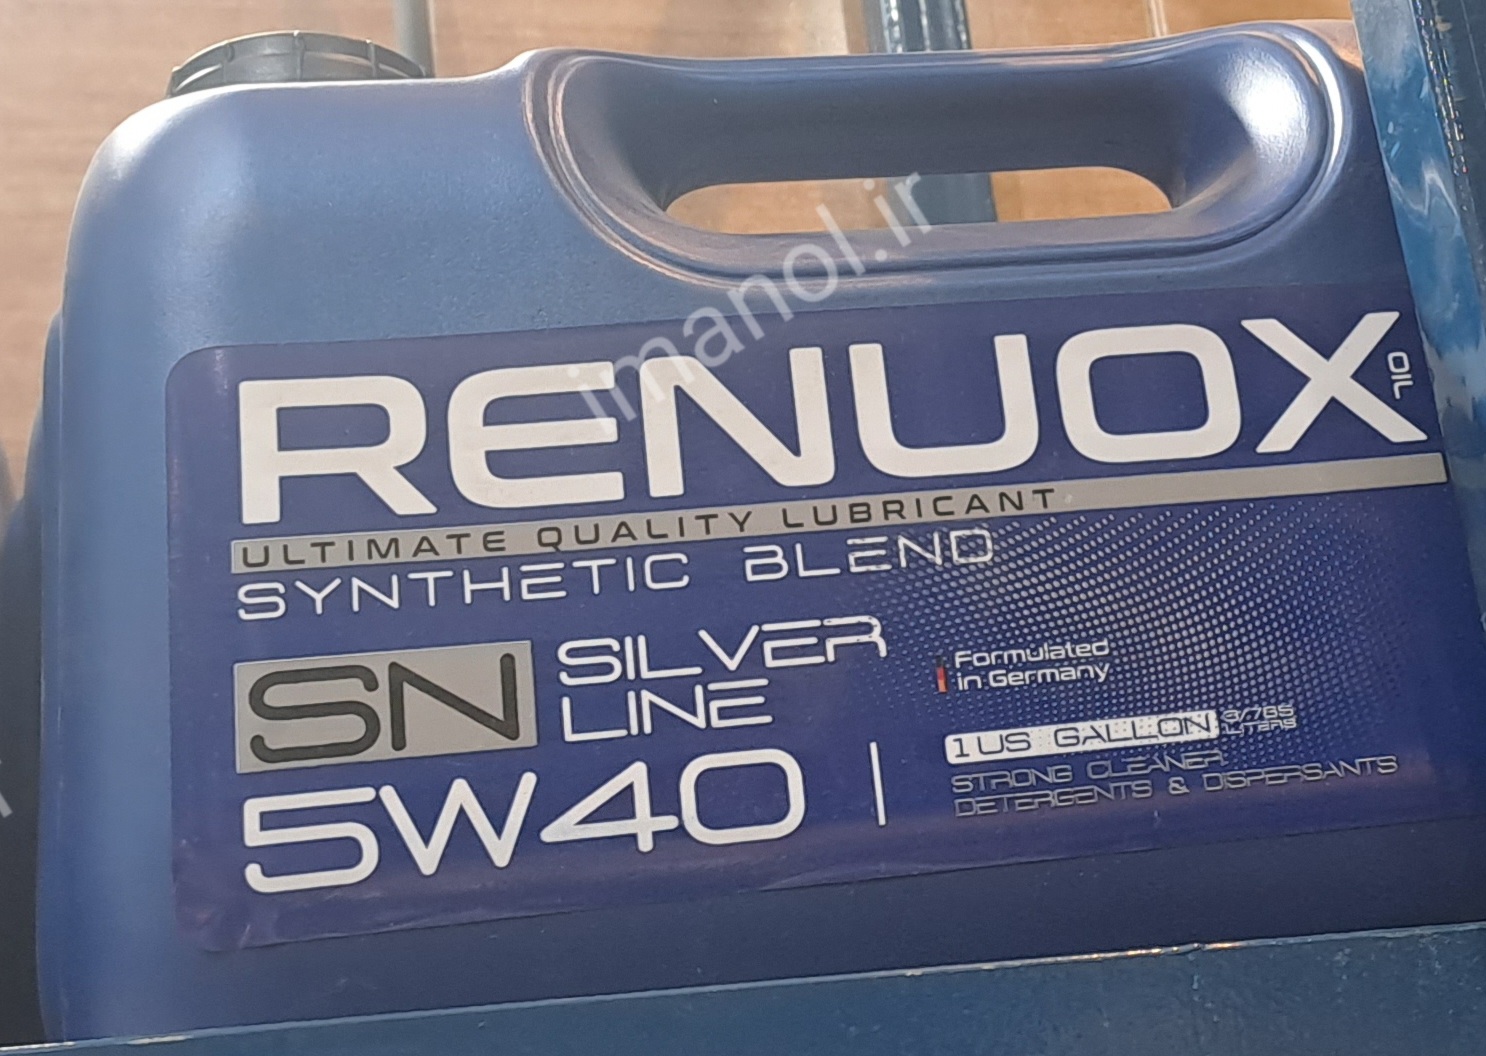 RENUOX OIL
ULTIMATE QUALITY LUBRICANT
SYNTHETIC BLEND
SN SILVER
LINE
5W40
Formulated
in Germany
1 US GALLON 3/785
LITERS
STRONG CLEANER
DETERGENTS & DISPERSANTS
imanol.ir